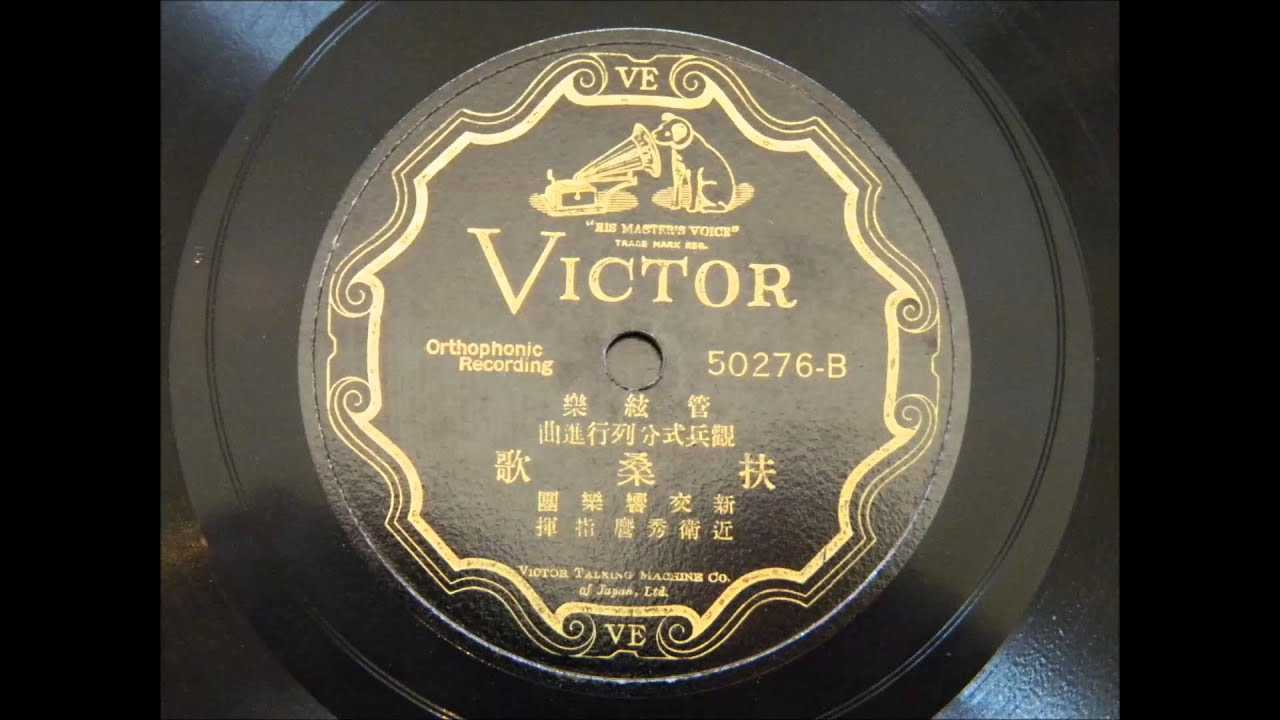 VE
"HIS MASTER'S VOICE"
TRADE MARK REG.
VICTOR
Orthophonic
Recording
50276-B
管絃樂
觀兵式分列行進曲
扶桑歌
新交響樂團
近衛秀麿指揮
VICTOR TALKING MACHINE CO.
of Japan, Ltd.
VE